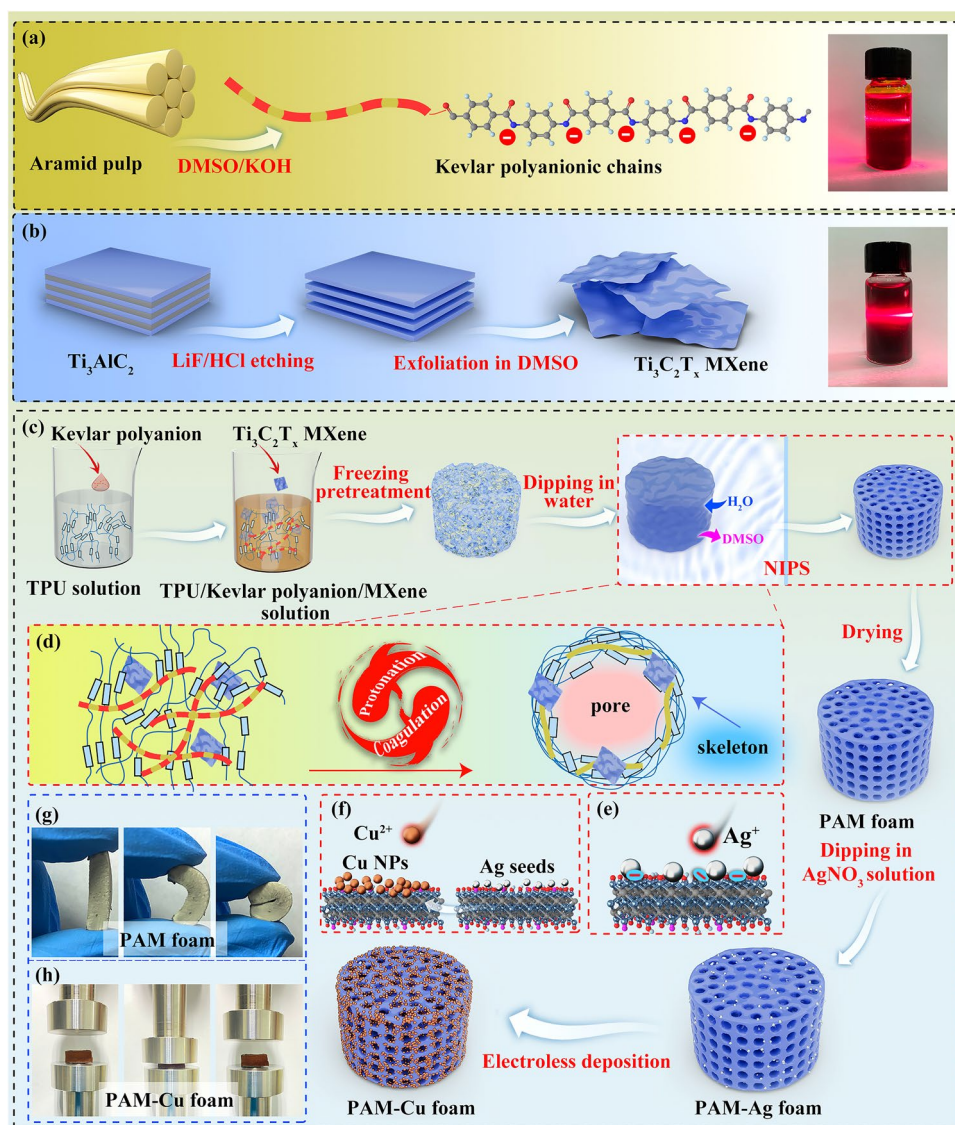 (a)
Aramid pulp
DMSO/KOH
Kevlar polyanionic chains
(b)
Ti₃AlC₂
LiF/HCl etching
Exfoliation in DMSO
Ti₃C₂Tₓ MXene
(c)
Kevlar polyanion
TPU solution
Ti₃C₂Tₓ MXene
TPU/Kevlar polyanion/MXene
solution
Freezing
pretreatment
Dipping in
water
H₂O
DMSO
NIPS
Drying
(d)
Protonation
Coagulation
pore
skeleton
PAM foam
Dipping in
AgNO₃ solution
(e)
Ag⁺
(f)
Cu²⁺
Cu NPs
Ag seeds
(g)
PAM foam
(h)
PAM-Cu foam
PAM-Cu foam
Electroless deposition
PAM-Ag foam